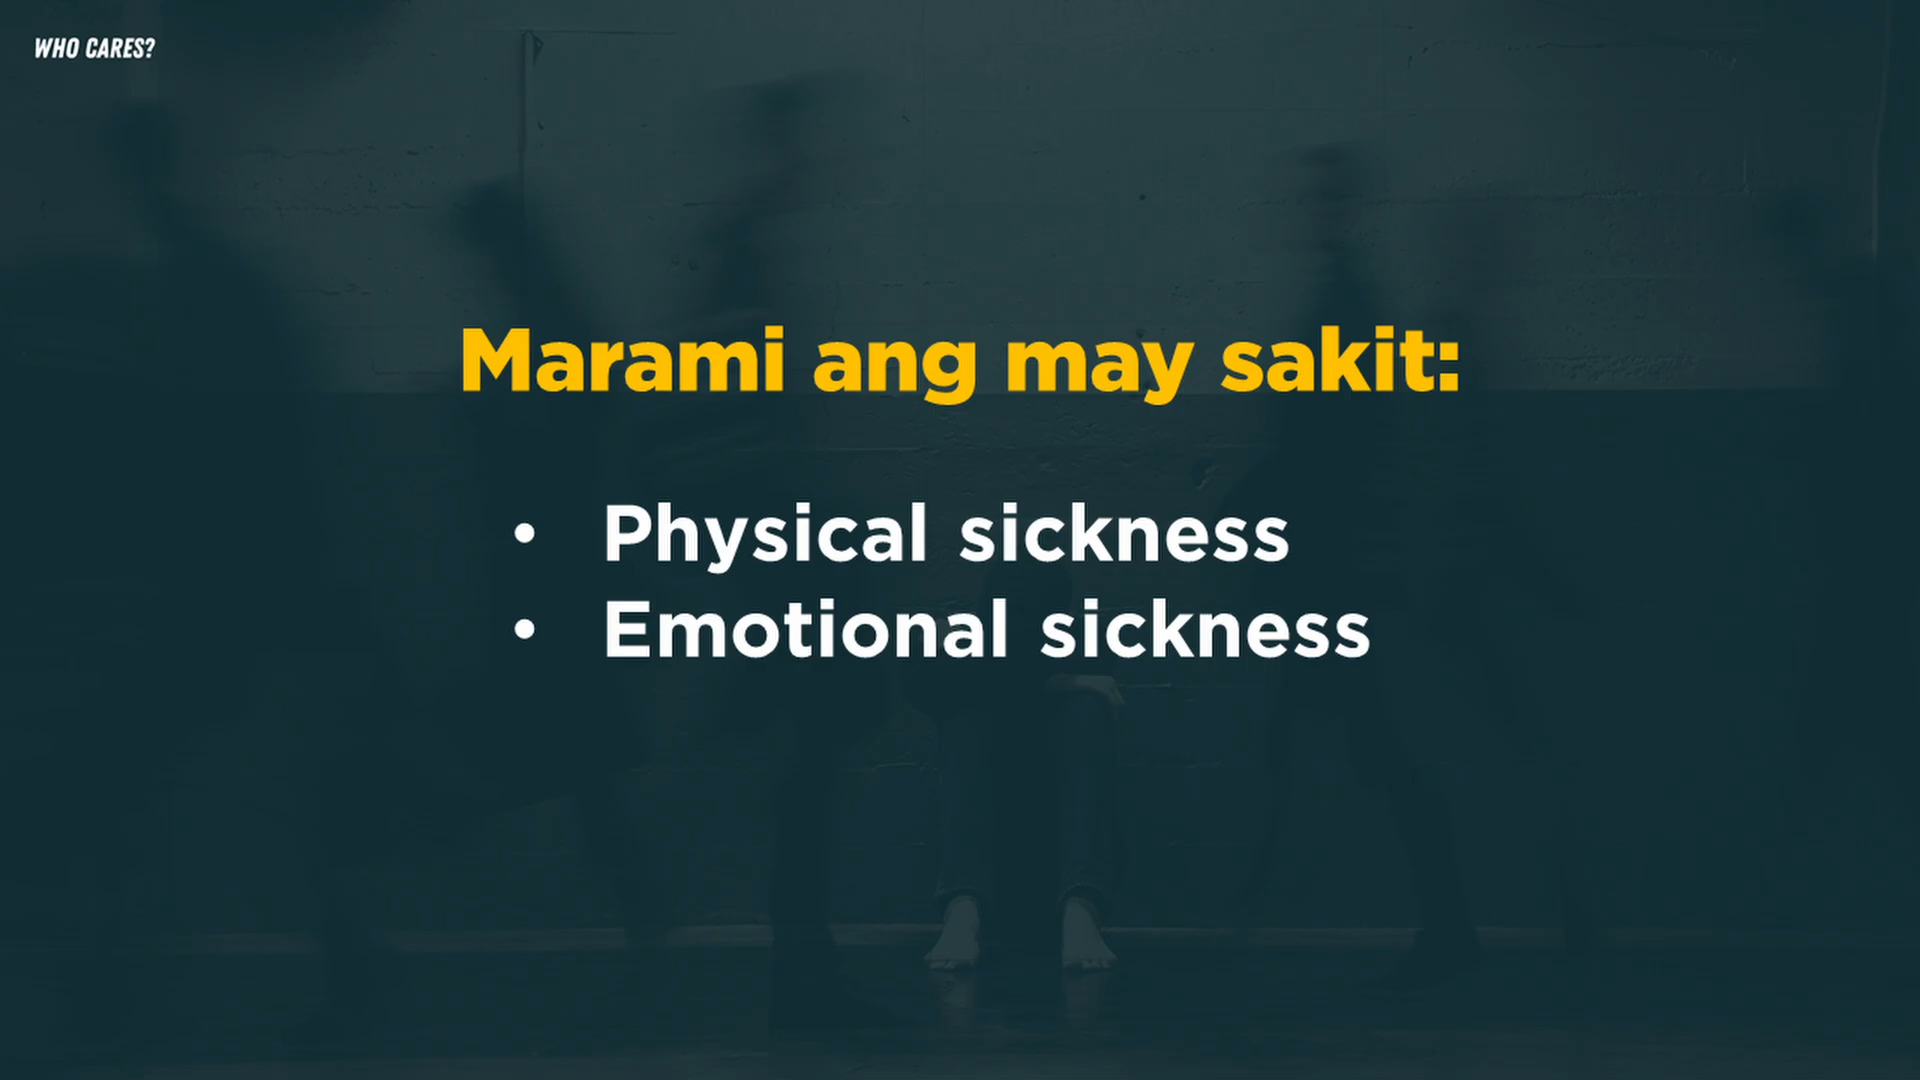 WHO CARES?
Marami ang may sakit:
• Physical sickness
• Emotional sickness